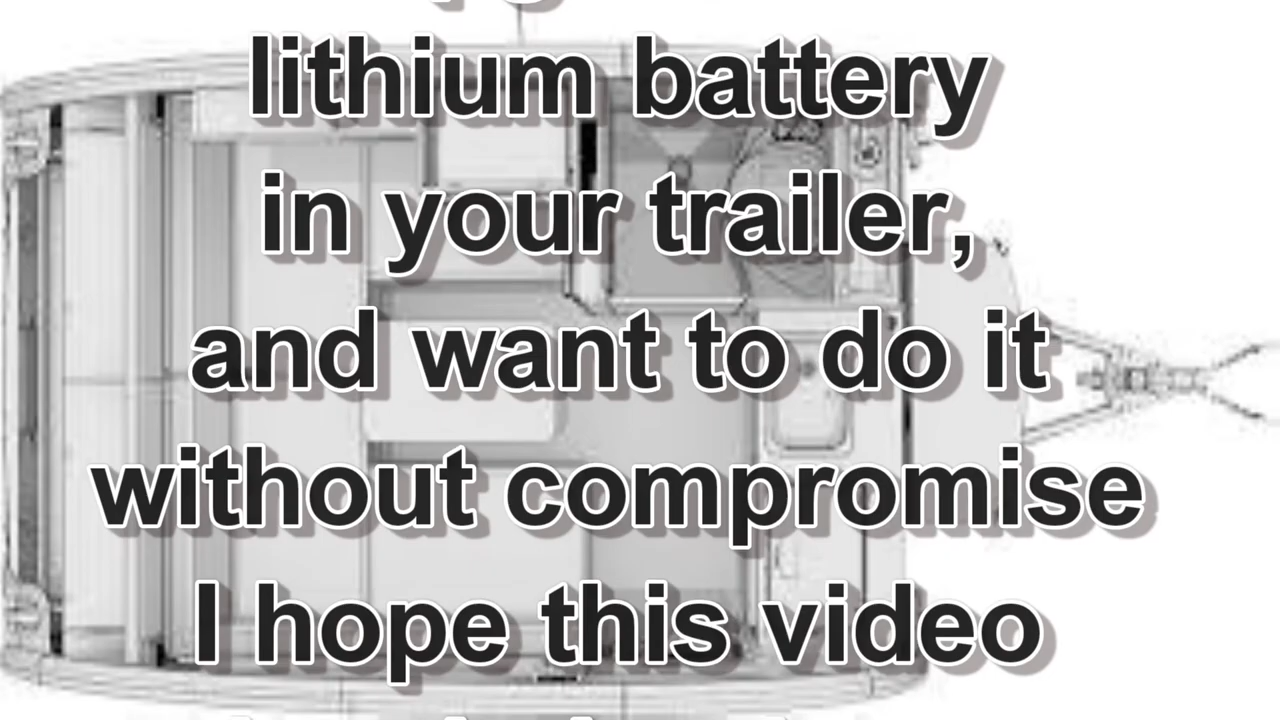 lithium battery
in your trailer,
and want to do it
without compromise
I hope this video